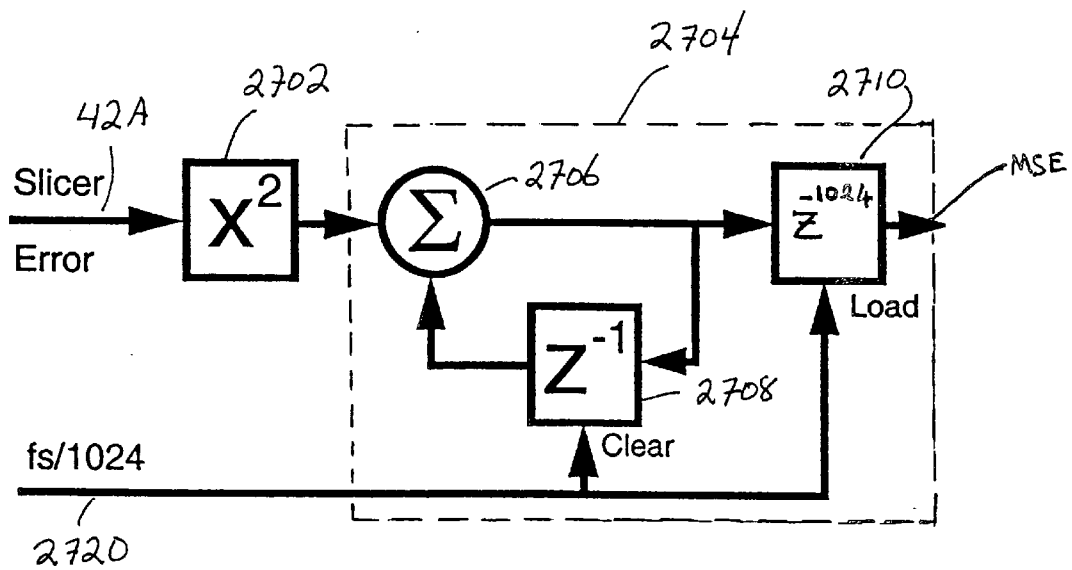 2704
2702
2710
42A
2706
MSE
Slicer
X²
Σ
z⁻¹⁰²⁴
Error
Load
Z⁻¹
2708
Clear
fs/1024
2720